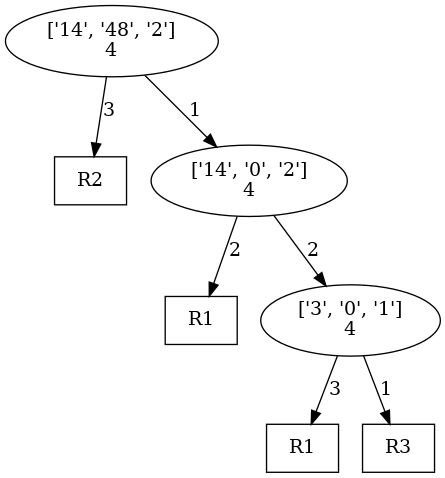 ['14', '48', '2']
4
3
1
R2
['14', '0', '2']
4
2
2
R1
['3', '0', '1']
4
3
1
R1
R3